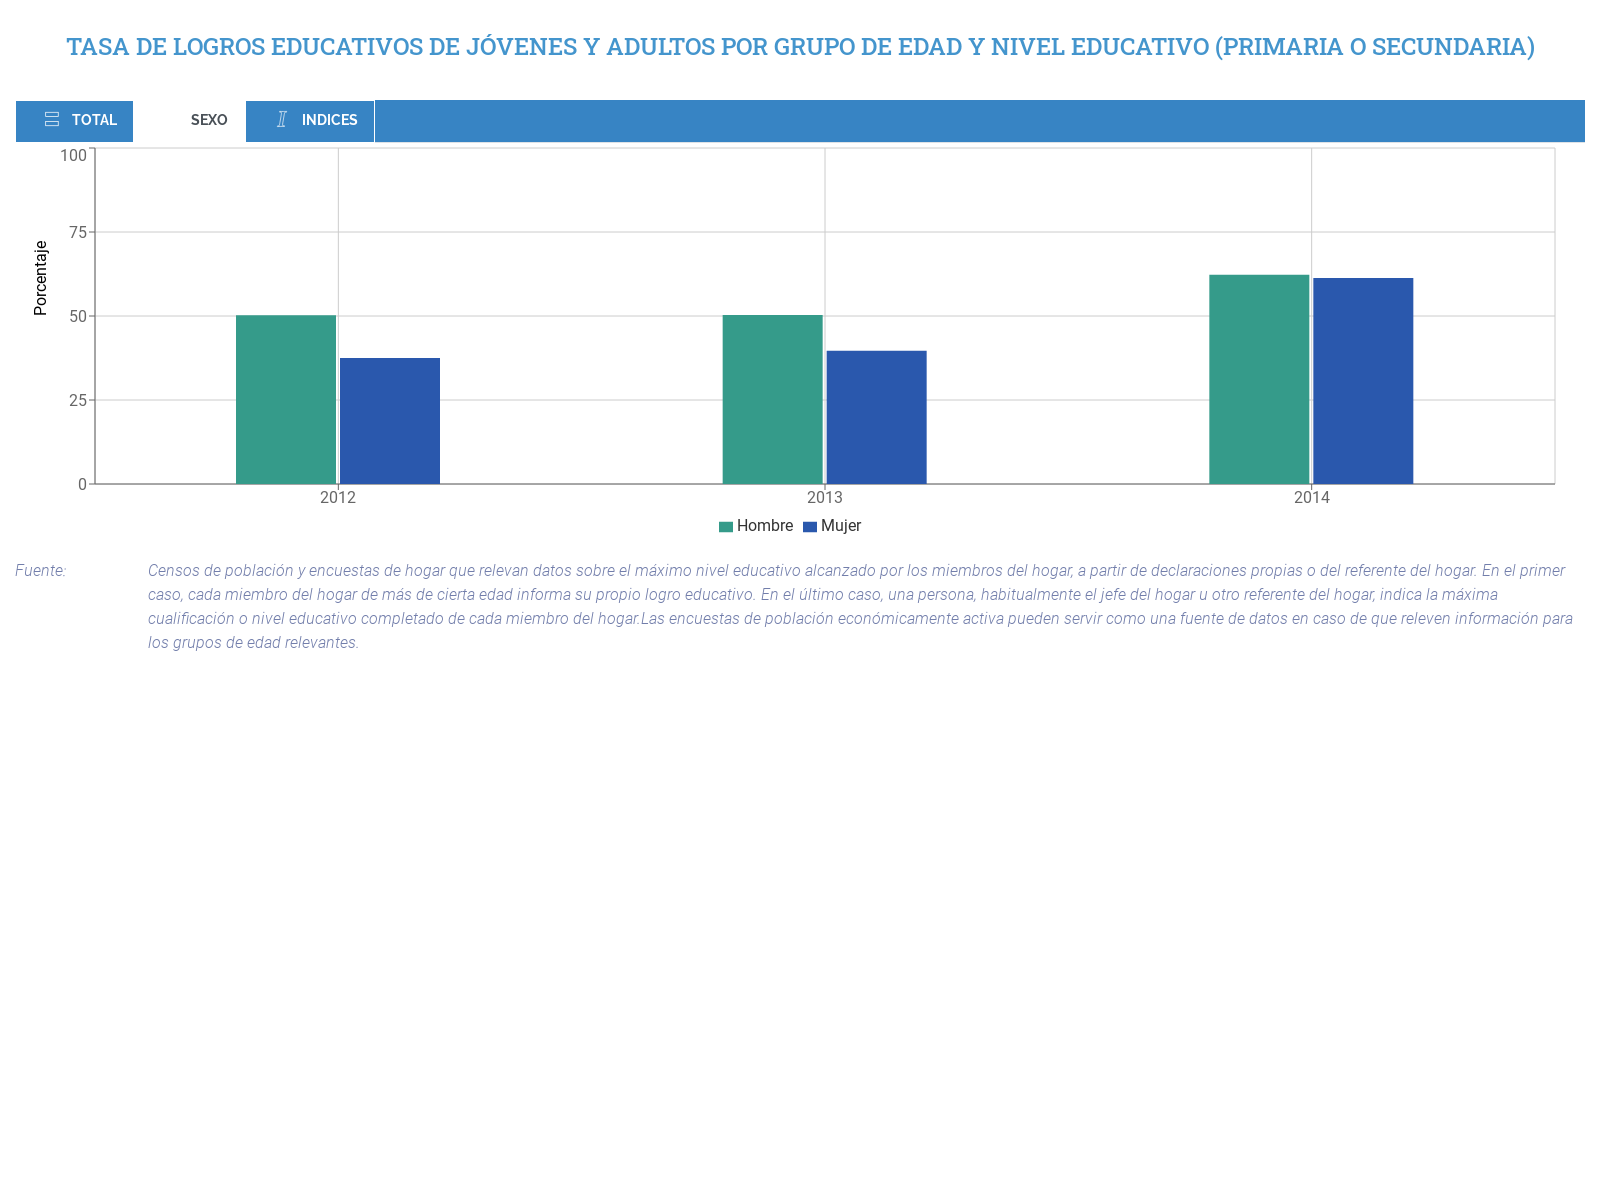 TASA DE LOGROS EDUCATIVOS DE JÓVENES Y ADULTOS POR GRUPO DE EDAD Y NIVEL EDUCATIVO (PRIMARIA O SECUNDARIA)
TOTAL SEXO INDICES
100
75
50
25
0
Porcentaje
2012 2013 2014
Hombre Mujer
Fuente: Censos de población y encuestas de hogar que relevan datos sobre el máximo nivel educativo alcanzado por los miembros del hogar, a partir de declaraciones propias o del referente del hogar. En el primer
caso, cada miembro del hogar de más de cierta edad informa su propio logro educativo. En el último caso, una persona, habitualmente el jefe del hogar u otro referente del hogar, indica la máxima
cualificación o nivel educativo completado de cada miembro del hogar.Las encuestas de población económicamente activa pueden servir como una fuente de datos en caso de que releven información para
los grupos de edad relevantes.